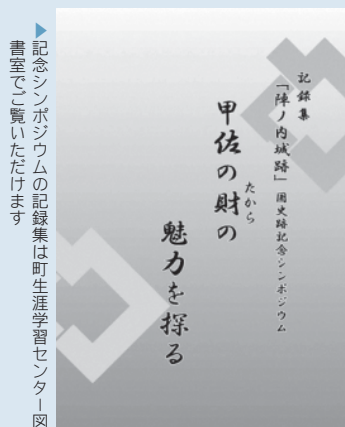 記録集
「陣ノ内城跡」国史跡記念シンポジウム
甲佐の財の
たから
魅力を探る
▶記念シンポジウムの記録集は町生涯学習センター図
書室でご覧いただけます